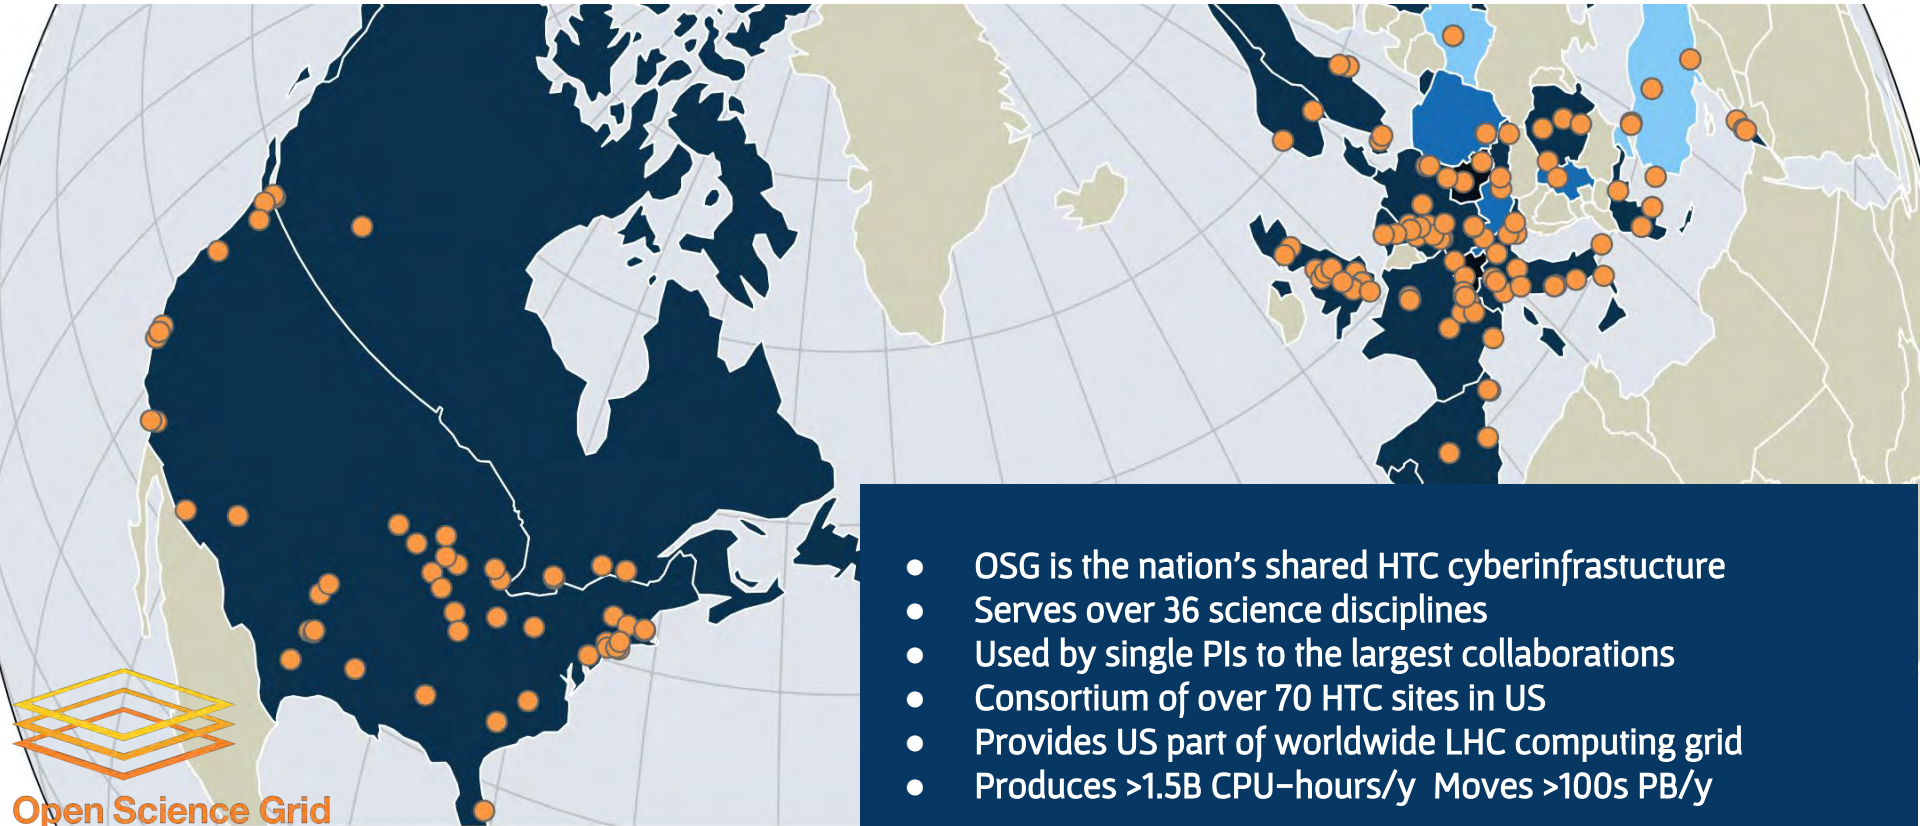 ● OSG is the nation’s shared HTC cyberinfrastucture
● Serves over 36 science disciplines
● Used by single PIs to the largest collaborations
● Consortium of over 70 HTC sites in US
● Provides US part of worldwide LHC computing grid
● Produces >1.5B CPU-hours/y Moves >100s PB/y
Open Science Grid